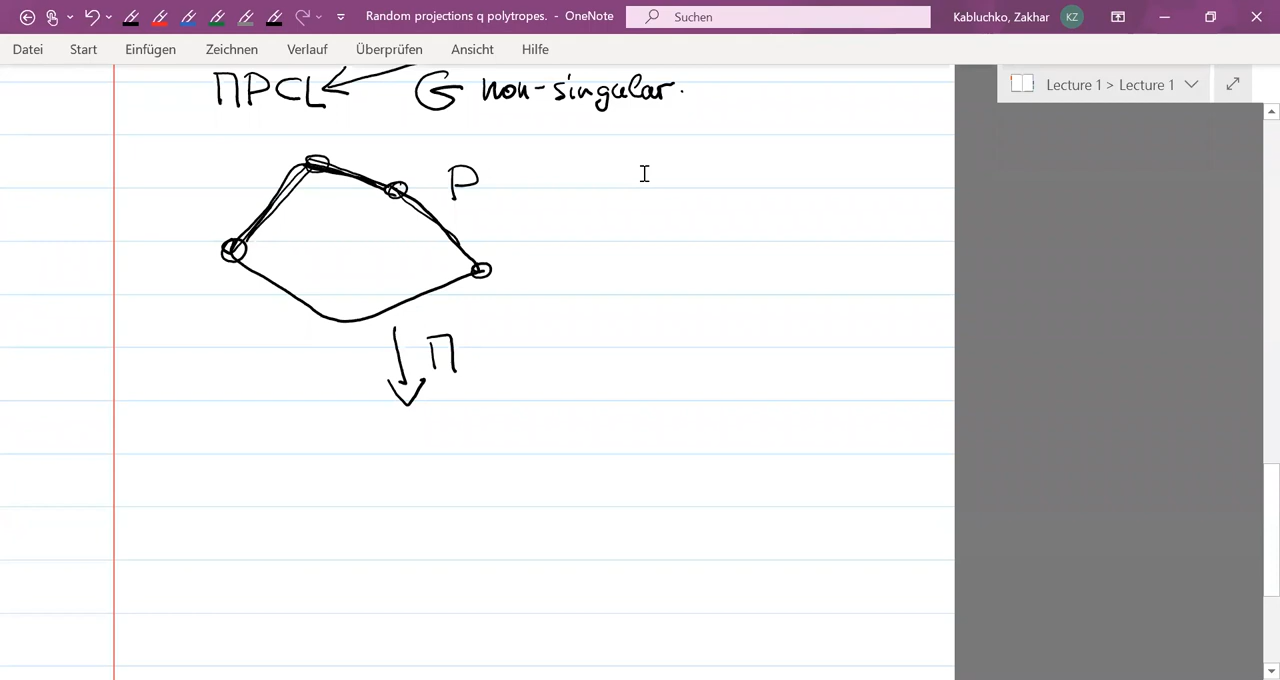 Random projections q polytopes. - OneNote
Suchen
Kabluchko, Zakhar
KZ
Datei Start Einfügen Zeichnen Verlauf Überprüfen Ansicht Hilfe
Lecture 1 > Lecture 1
ΠPCL G non-singular.
P
Π